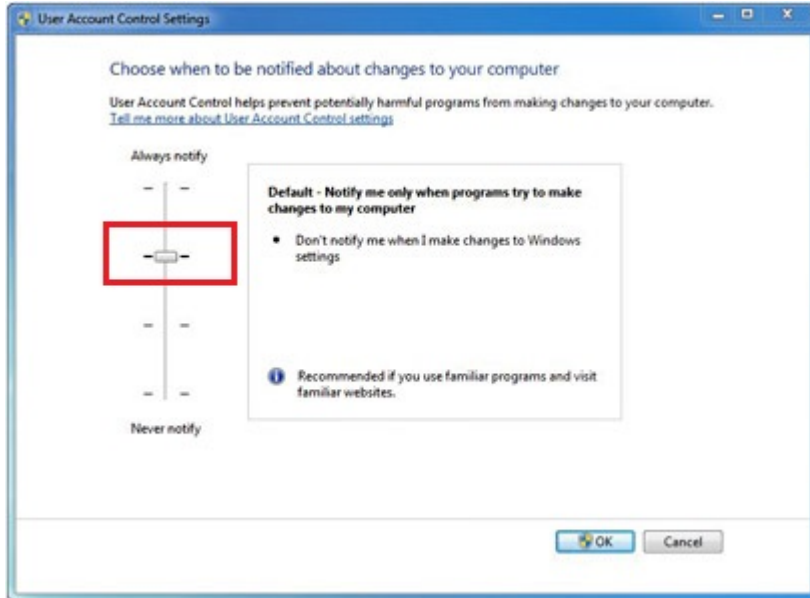 User Account Control Settings
Choose when to be notified about changes to your computer
User Account Control helps prevent potentially harmful programs from making changes to your computer.
Tell me more about User Account Control settings
Always notify
Default - Notify me only when programs try to make
changes to my computer
• Don't notify me when I make changes to Windows
settings
Recommended if you use familiar programs and visit
familiar websites.
Never notify
OK
Cancel